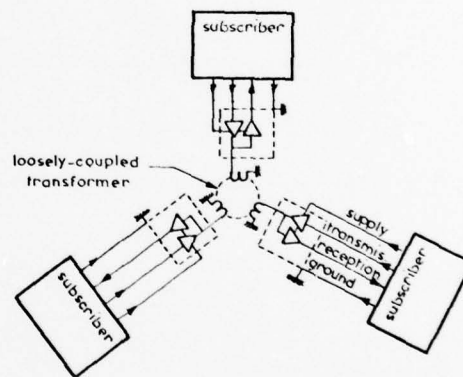 subscriber
loosely-coupled
transformer
supply
transmis
reception
ground
subscriber
subscriber